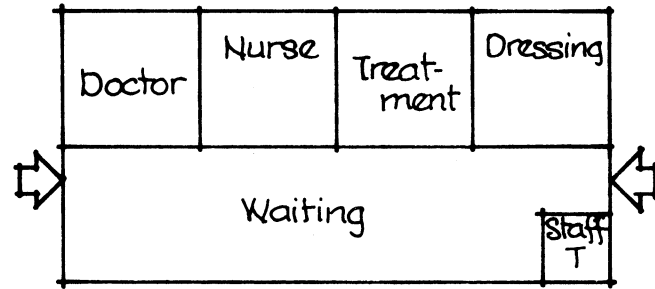 Doctor
Nurse
Treat-
ment
Dressing
Waiting
Staff
T